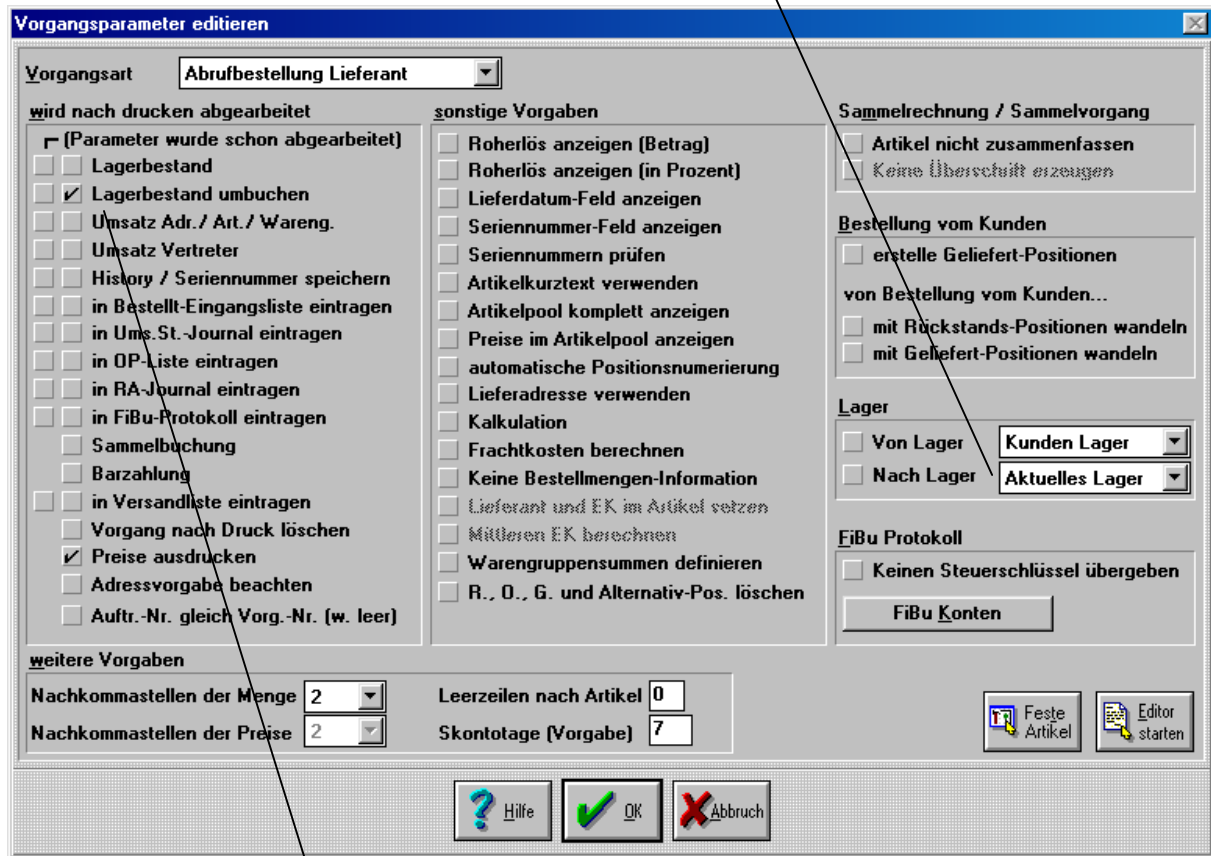 Vorgangsparameter editieren
Vorgangsart Abrufbestellung Lieferant
wird nach drucken abgearbeitet
(Parameter wurde schon abgearbeitet)
Lagerbestand
Lagerbestand umbuchen
Umsatz Adr./ Art./ Wareng.
Umsatz Vertreter
History / Seriennummer speichern
in Bestellt-Eingangsliste eintragen
in Ums.St.-Journal eintragen
in OP-Liste eintragen
in RA-Journal eintragen
in FiBu-Protokoll eintragen
Sammelbuchung
Barzahlung
in Versandliste eintragen
Vorgang nach Druck löschen
Preise ausdrucken
Adressvorgabe beachten
Auftr.-Nr. gleich Vorg.-Nr. (w. leer)
sonstige Vorgaben
Roherlös anzeigen (Betrag)
Roherlös anzeigen (in Prozent)
Lieferdatum-Feld anzeigen
Seriennummer-Feld anzeigen
Seriennummern prüfen
Artikelkurztext verwenden
Artikelpool komplett anzeigen
Preise im Artikelpool anzeigen
automatische Positionsnumerierung
Lieferadresse verwenden
Kalkulation
Frachtkosten berechnen
Keine Bestellmengen-Information
Lieferant und EK im Artikel setzen
Mittleren EK berechnen
Warengruppensummen definieren
R., O., G. und Alternativ-Pos. löschen
Sammelrechnung / Sammelvorgang
Artikel nicht zusammenfassen
Keine Überschrift erzeugen
Bestellung vom Kunden
erstelle Geliefert-Positionen
von Bestellung vom Kunden...
mit Rückstands-Positionen wandeln
mit Geliefert-Positionen wandeln
Lager
Von Lager Kunden Lager
Nach Lager Aktuelles Lager
FiBu Protokoll
Keinen Steuerschlüssel übergeben
FiBu Konten
weitere Vorgaben
Nachkommastellen der Menge 2
Leerzeilen nach Artikel 0
Nachkommastellen der Preise 2
Skontotage (Vorgabe) 7
Feste
Artikel
Editor
starten
Hilfe
OK
Abbruch